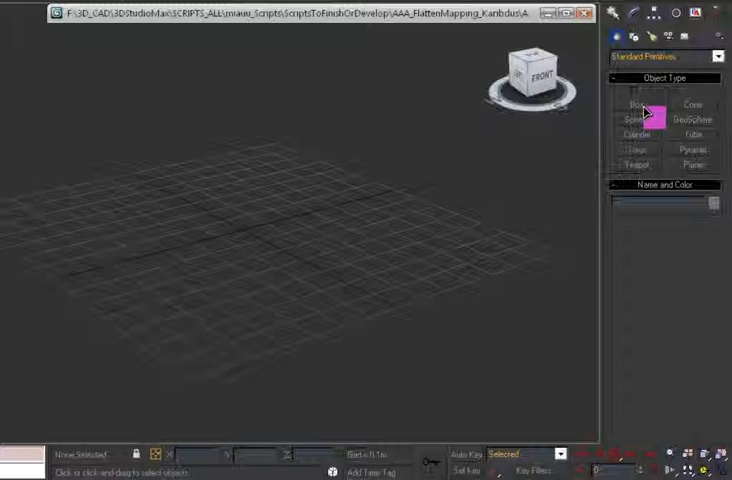 F:\3D_CAD\3DStudioMax\SCRIPTS_ALL\miauu_Scripts\ScriptsToFinishOrDevelop\AAA_FlattenMapping_Kanbdus\A
FRONT
Standard Primitives
- Object Type
Box Cone
GeoSphere
Cylinder Tube
Torus Pyramid
Teapot Plane
- Name and Color
None Selected X Y Z Grid = 0.1m Auto Key Selected
Click or click-and-drag to select objects Add Time Tag Set Key Key Filters... 0